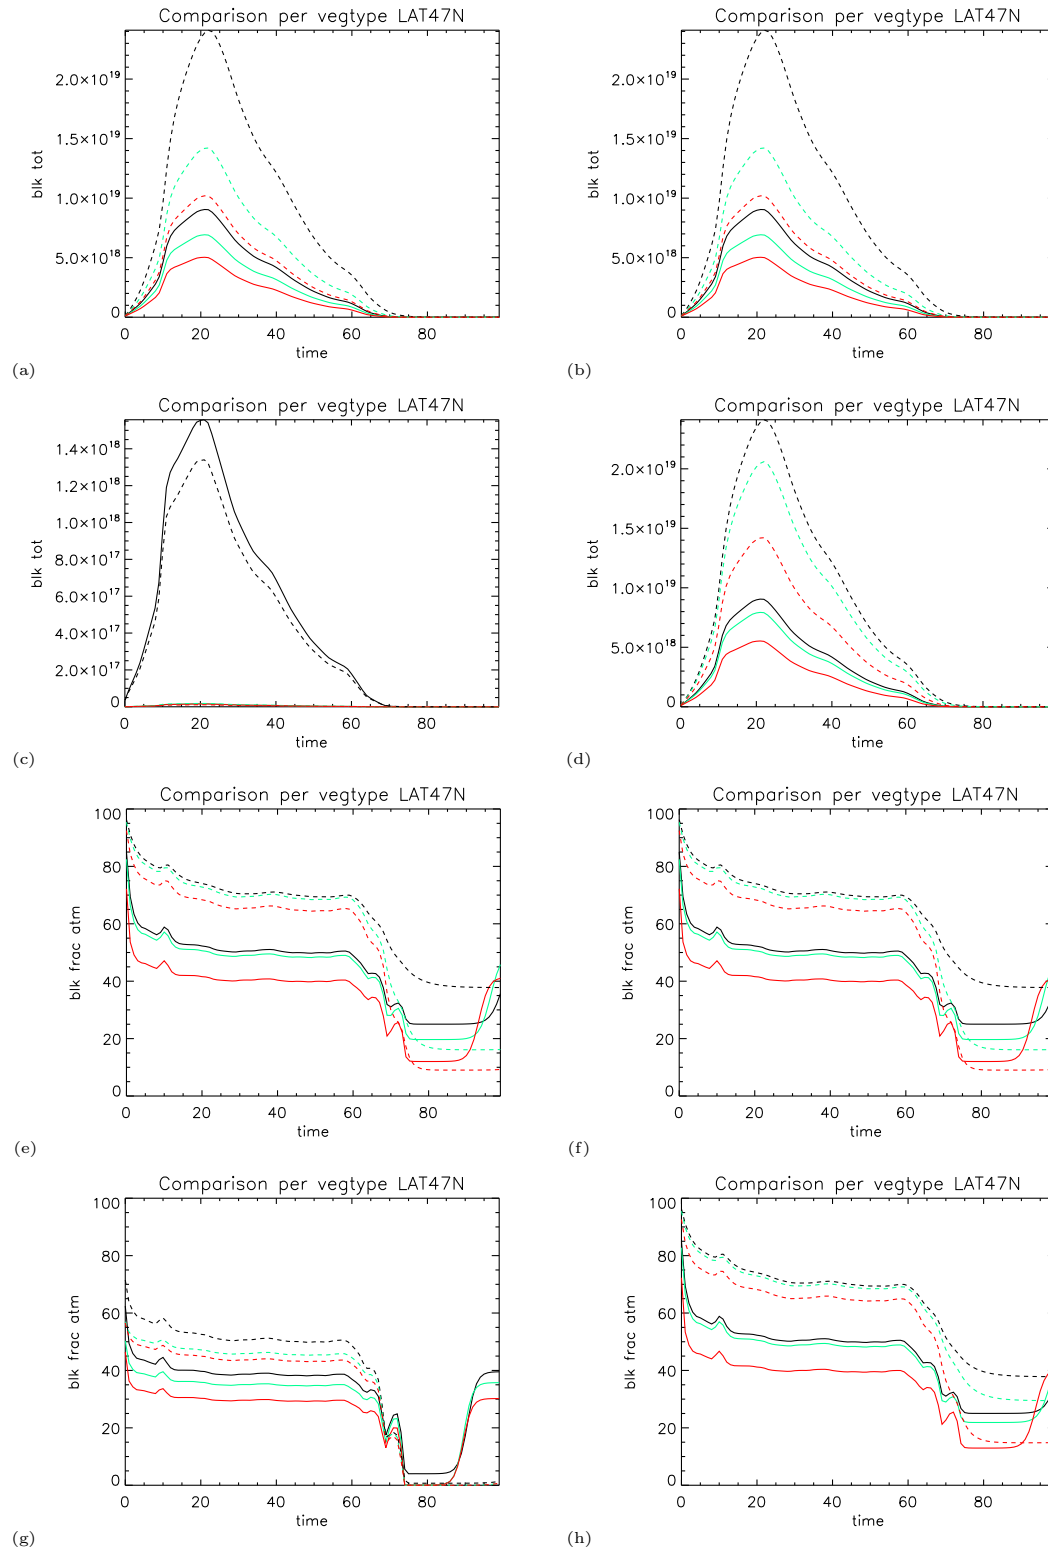 Comparison per vegtype LAT47N
2.0×10¹⁹
1.5×10¹⁹
1.0×10¹⁹
5.0×10¹⁸
0
blk tot
0 20 40 60 80
time
(a)
Comparison per vegtype LAT47N
2.0×10¹⁹
1.5×10¹⁹
1.0×10¹⁹
5.0×10¹⁸
0
blk tot
0 20 40 60 80
time
(b)
Comparison per vegtype LAT47N
1.4×10¹⁸
1.2×10¹⁸
1.0×10¹⁸
8.0×10¹⁷
6.0×10¹⁷
4.0×10¹⁷
2.0×10¹⁷
0
blk tot
0 20 40 60 80
time
(c)
Comparison per vegtype LAT47N
2.0×10¹⁹
1.5×10¹⁹
1.0×10¹⁹
5.0×10¹⁸
0
blk tot
0 20 40 60 80
time
(d)
Comparison per vegtype LAT47N
100
80
60
40
20
0
blk frac atm
0 20 40 60 80
time
(e)
Comparison per vegtype LAT47N
100
80
60
40
20
0
blk frac atm
0 20 40 60 80
time
(f)
Comparison per vegtype LAT47N
100
80
60
40
20
0
blk frac atm
0 20 40 60 80
time
(g)
Comparison per vegtype LAT47N
100
80
60
40
20
0
blk frac atm
0 20 40 60 80
time
(h)